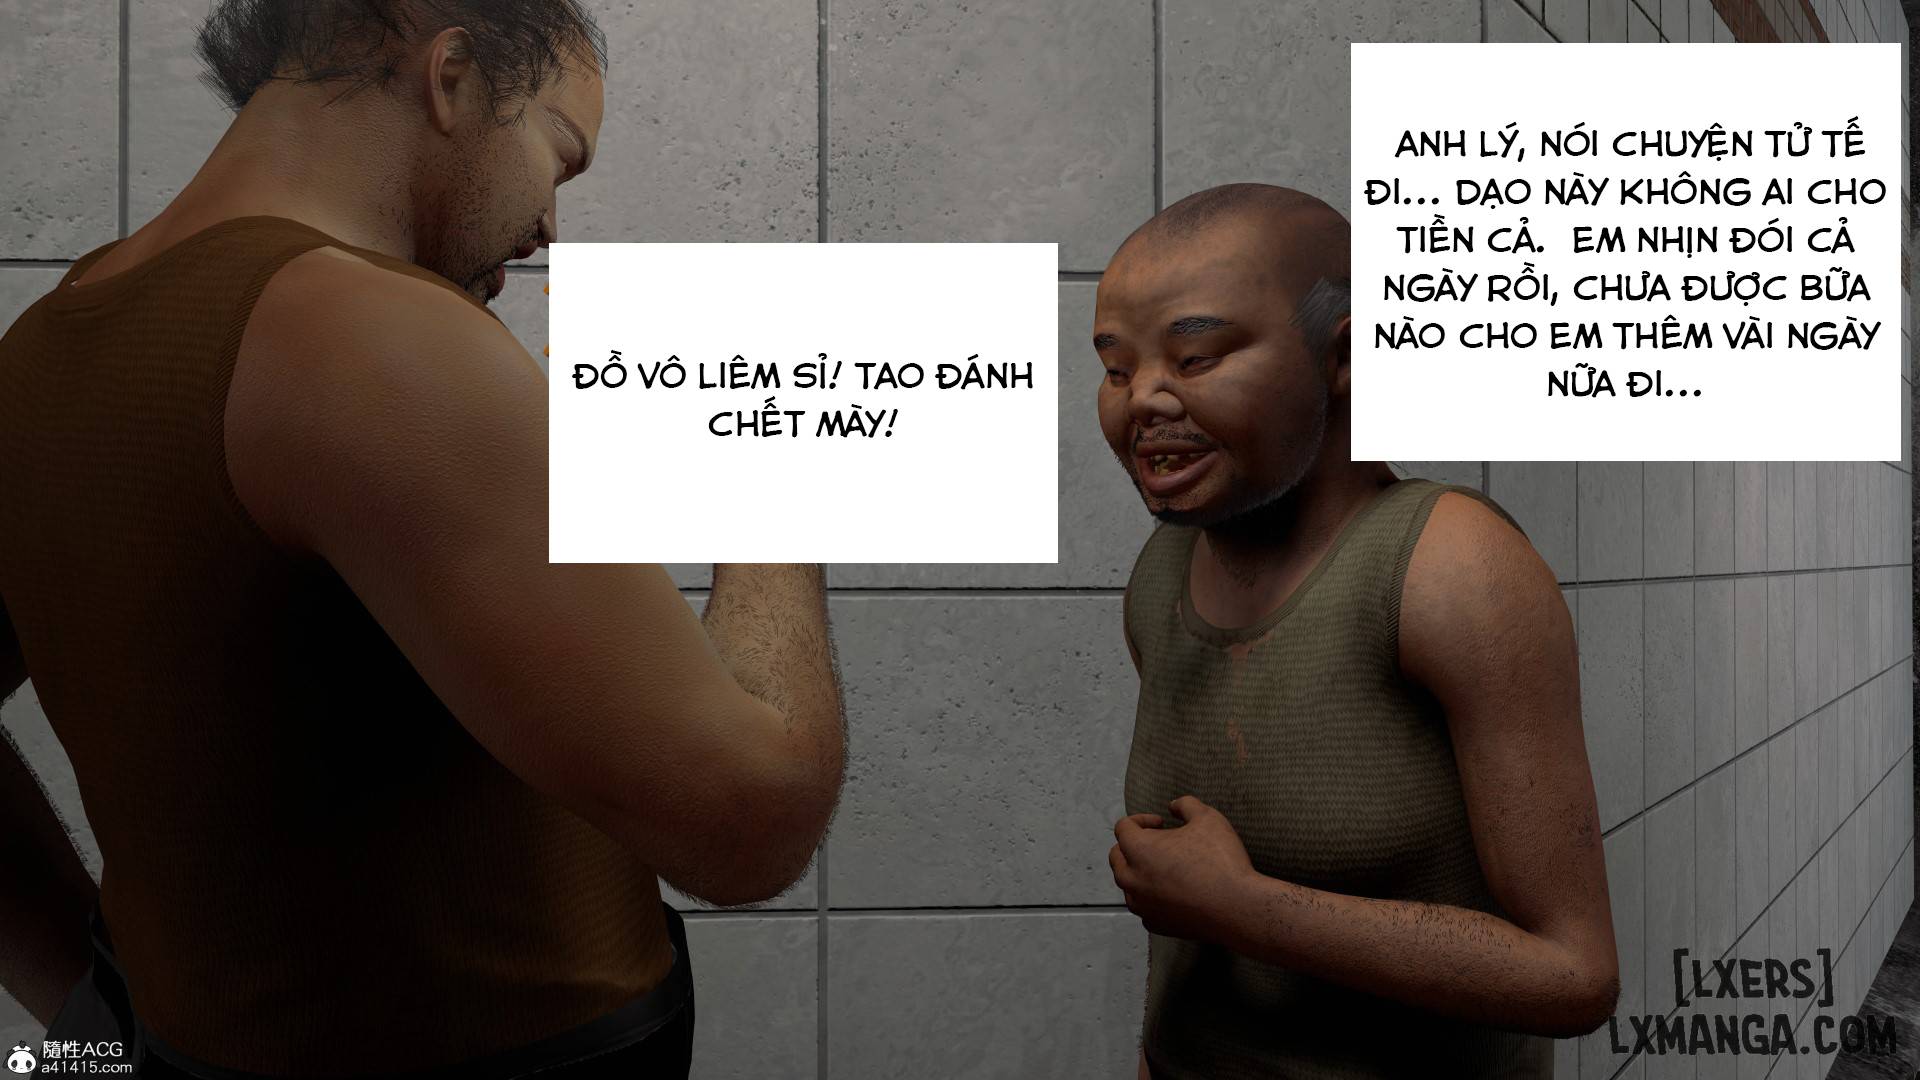 ANH LÝ, NÓI CHUYỆN TỬ TẾ
ĐI... DẠO NÀY KHÔNG AI CHO
TIỀN CẢ. EM NHỊN ĐÓI CẢ
NGÀY RỒI, CHƯA ĐƯỢC BỮA
NÀO CHO EM THÊM VÀI NGÀY
NỮA ĐI...
ĐỒ VÔ LIÊM SỈ! TAO ĐÁNH
CHẾT MÀY!
[LXERS]
LXMANGA.COM
隨性ACG
a41415.com